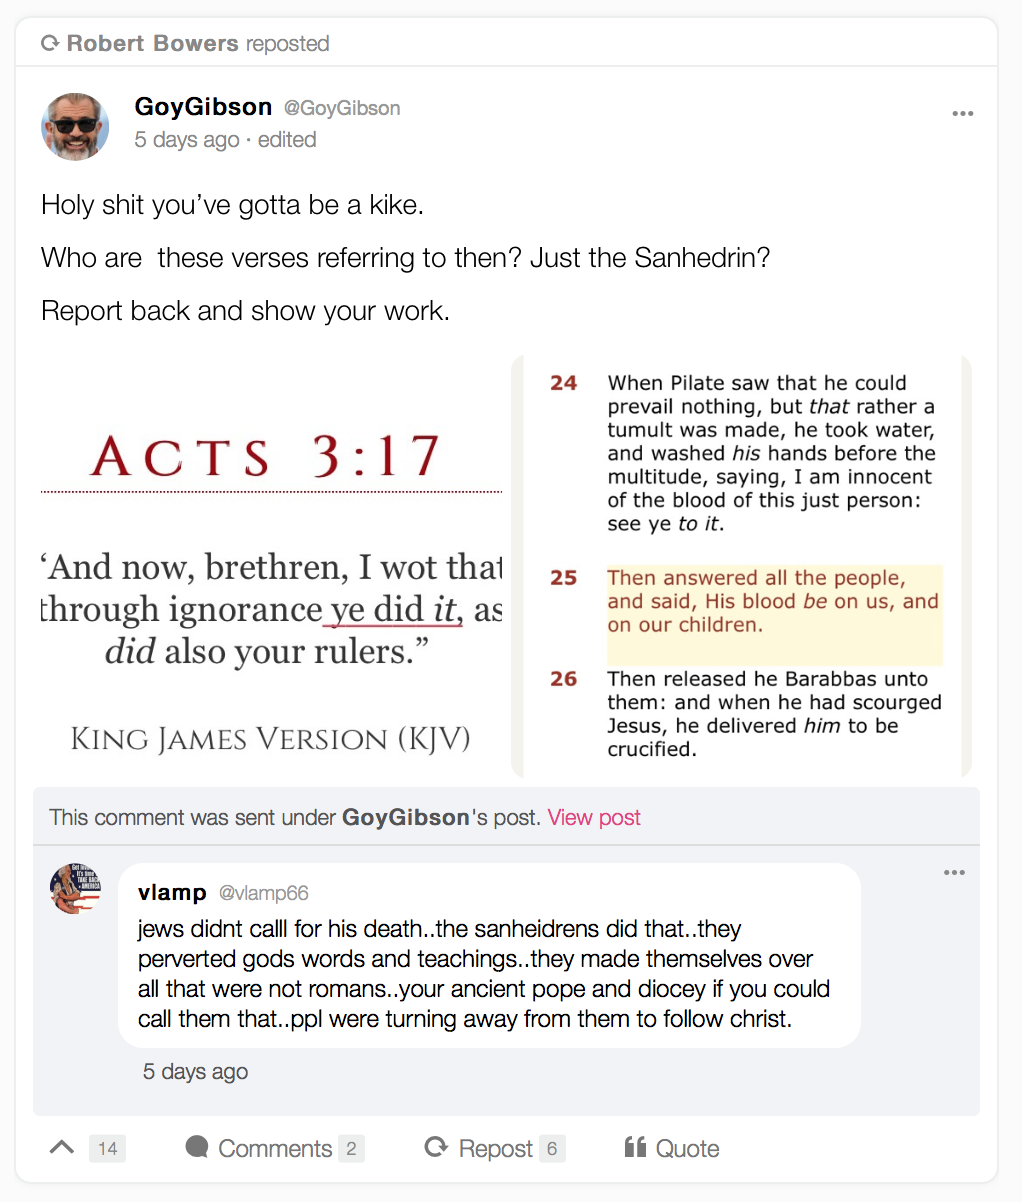 Robert Bowers reposted
GoyGibson @GoyGibson
5 days ago · edited
Holy shit you've gotta be a kike.
Who are  these verses referring to then? Just the Sanhedrin?
Report back and show your work.
ACTS 3:17
“And now, brethren, I wot that
through ignorance ye did it, as
did also your rulers.”
KING JAMES VERSION (KJV)
24 When Pilate saw that he could
prevail nothing, but that rather a
tumult was made, he took water,
and washed his hands before the
multitude, saying, I am innocent
of the blood of this just person:
see ye to it.
25 Then answered all the people,
and said, His blood be on us, and
on our children.
26 Then released he Barabbas unto
them: and when he had scourged
Jesus, he delivered him to be
crucified.
This comment was sent under GoyGibson's post. View post
vlamp @vlamp66
jews didnt calll for his death..the sanheidrens did that..they
perverted gods words and teachings..they made themselves over
all that were not romans..your ancient pope and diocey if you could
call them that..ppl were turning away from them to follow christ.
5 days ago
14 Comments 2 Repost 6 Quote